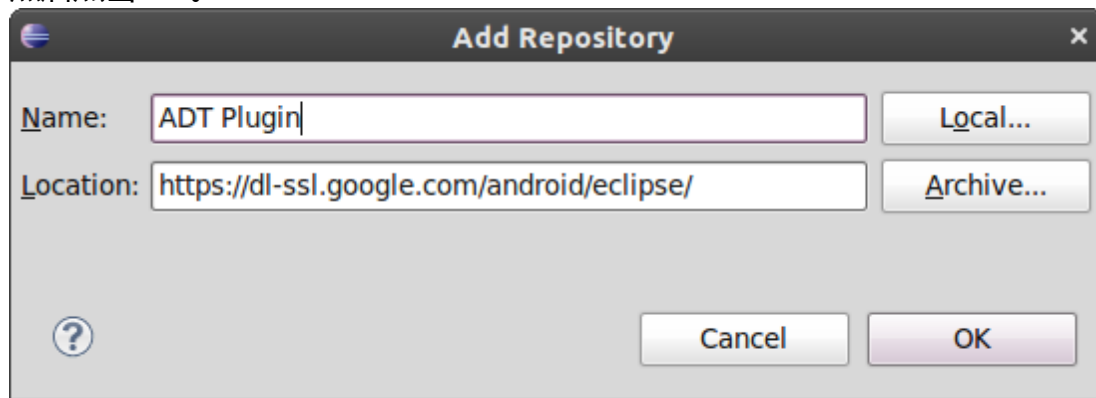 Add Repository
Name: ADT Plugin Local...
Location: https://dl-ssl.google.com/android/eclipse/ Archive...
? Cancel OK